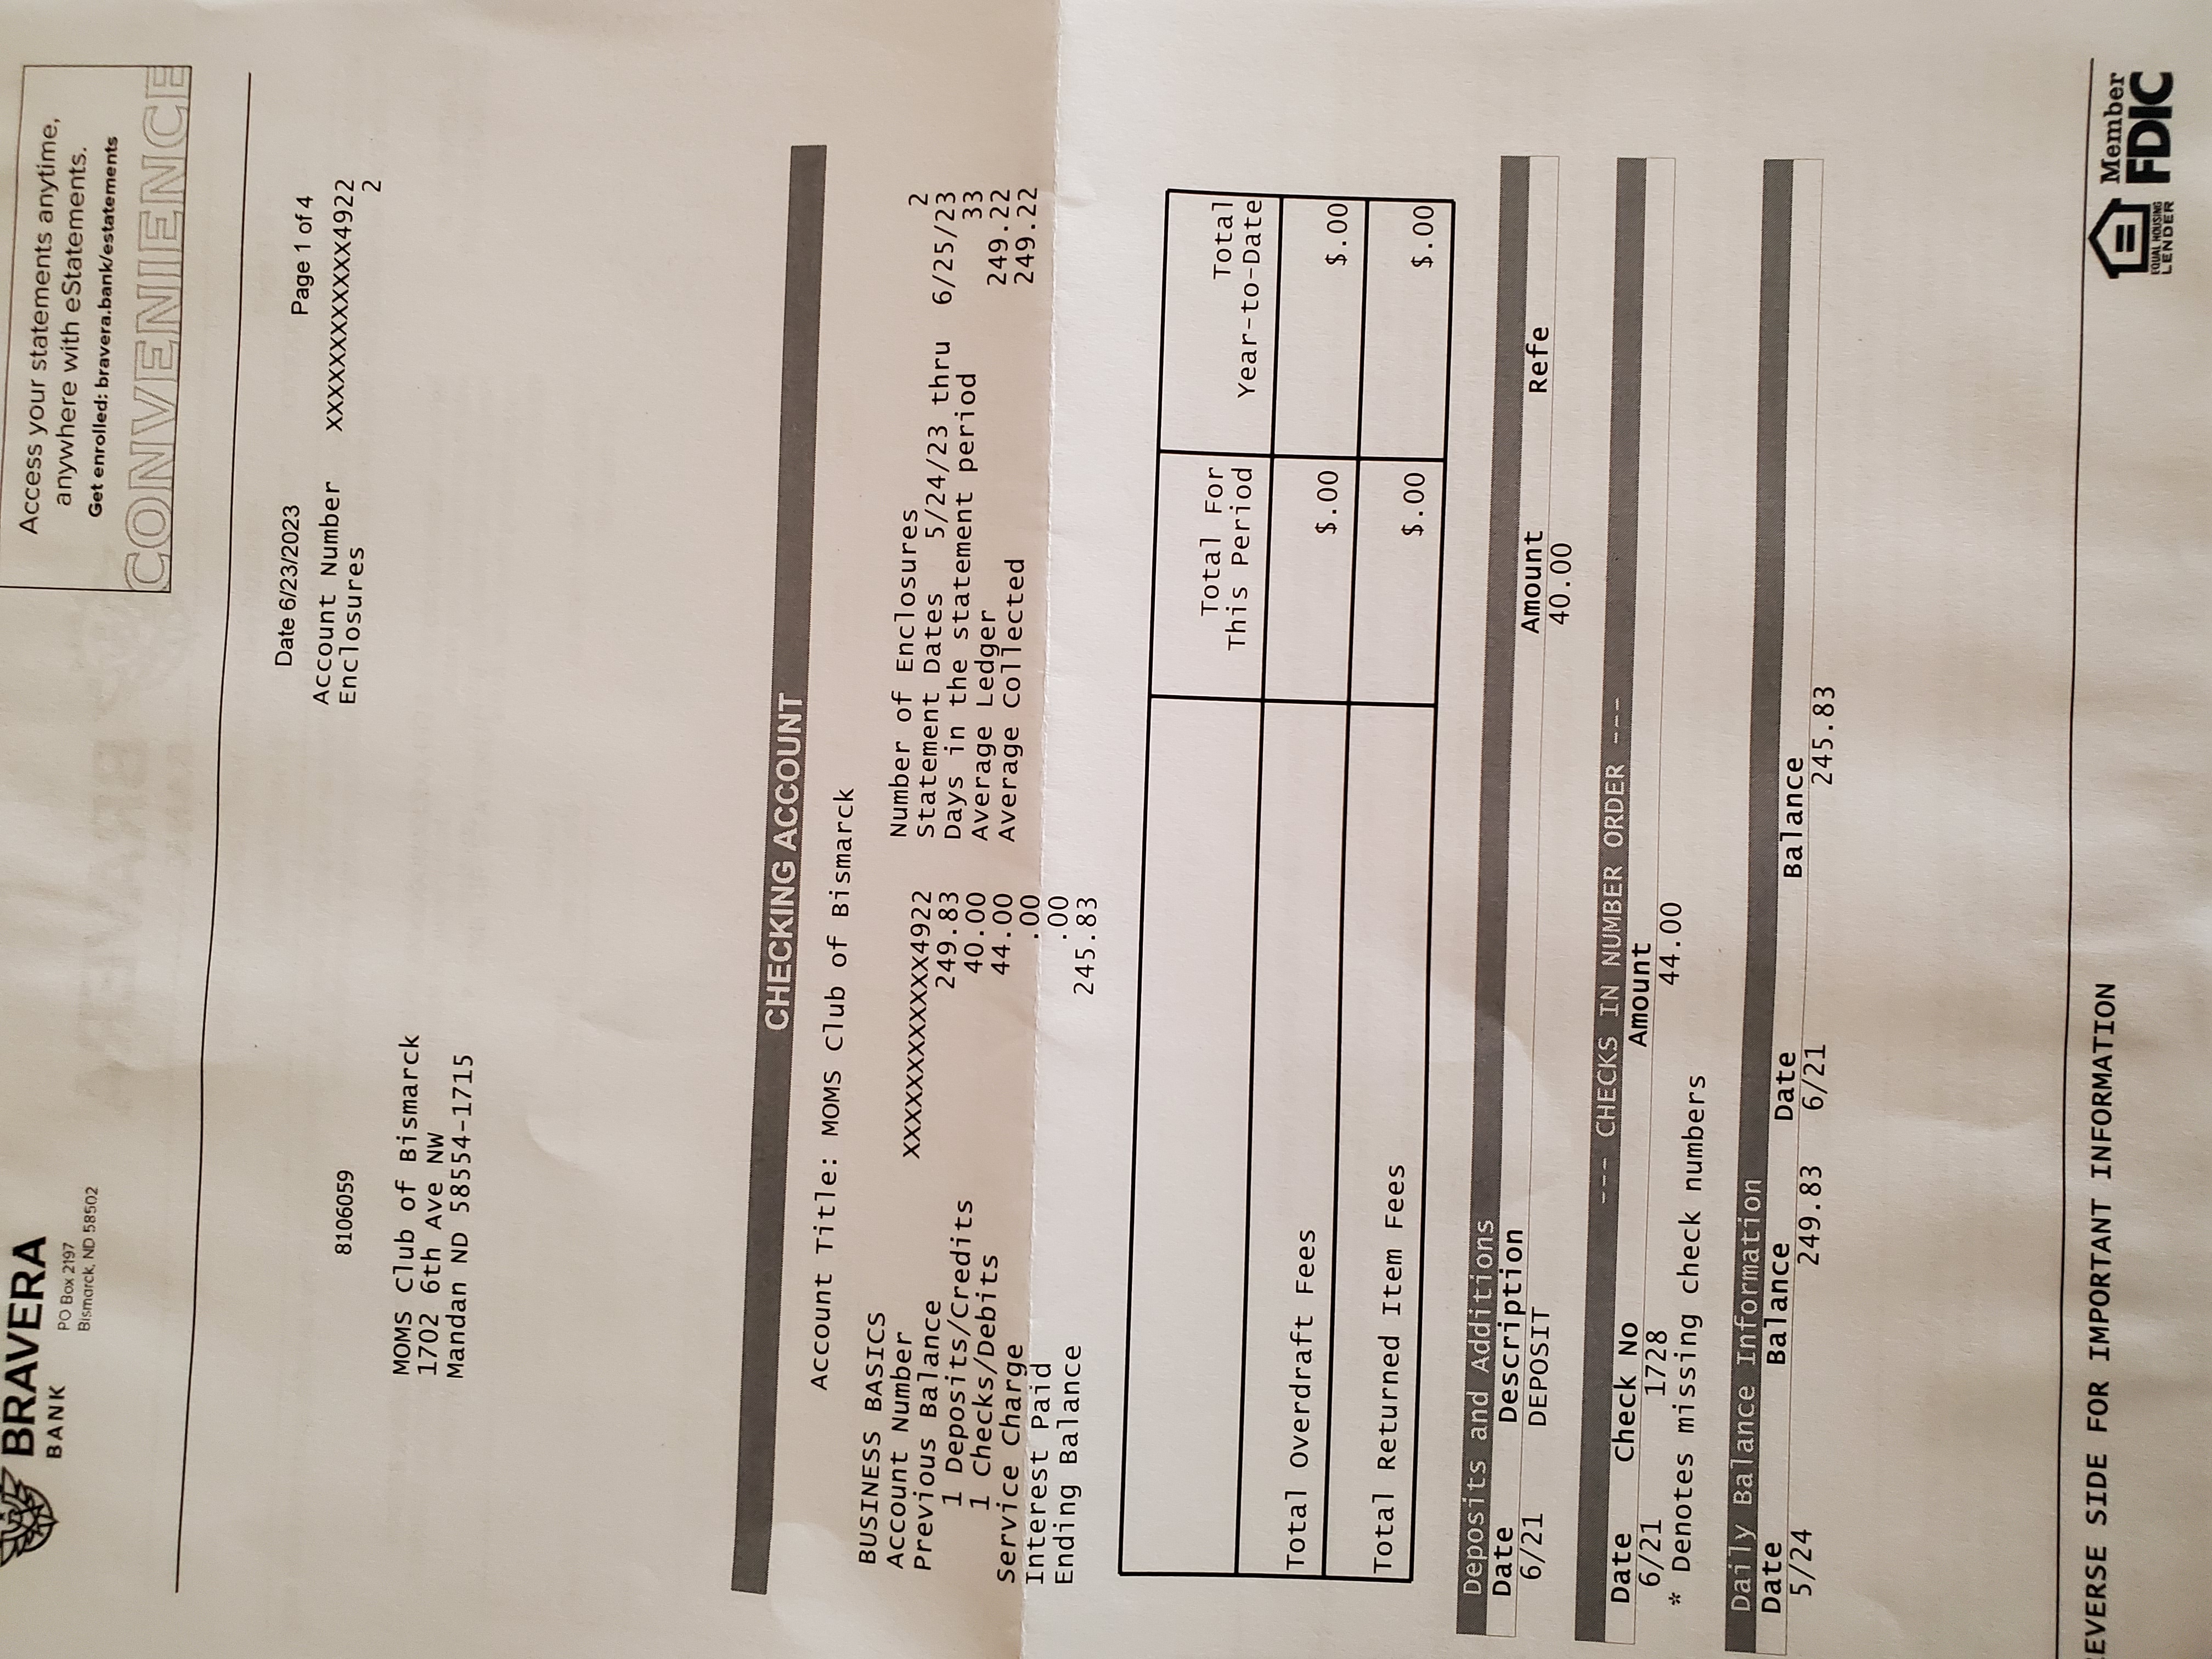 BRAVERA
BANK
PO Box 2197
Bismarck, ND 58502
Access your statements anytime,
anywhere with eStatements.
Get enrolled: bravera.bank/estatements
CONVENIENCE
Date 6/23/2023 Page 1 of 4
Account Number XXXXXXXXXXXX4922
Enclosures 2
8106059
MOMS Club of Bismarck
1702 6th Ave NW
Mandan ND 58554-1715
CHECKING ACCOUNT
Account Title: MOMS Club of Bismarck
BUSINESS BASICS Number of Enclosures 2
Account Number XXXXXXXXXXXX4922 Statement Dates 5/24/23 thru 6/25/23
Previous Balance 249.83 Days in the statement period 33
1 Deposits/Credits 40.00 Average Ledger 249.22
1 Checks/Debits 44.00 Average Collected 249.22
Service Charge .00
Interest Paid .00
Ending Balance 245.83
Total For Total
This Period Year-to-Date
Total Overdraft Fees $.00 $.00
Total Returned Item Fees $.00 $.00
Deposits and Additions
Date Description Amount Refe
6/21 DEPOSIT 40.00
--- CHECKS IN NUMBER ORDER ---
Date Check No Amount
6/21 1728 44.00
* Denotes missing check numbers
Daily Balance Information
Date Balance Date Balance
5/24 249.83 6/21 245.83
EVERSE SIDE FOR IMPORTANT INFORMATION
EQUAL HOUSING
LENDER
Member
FDIC